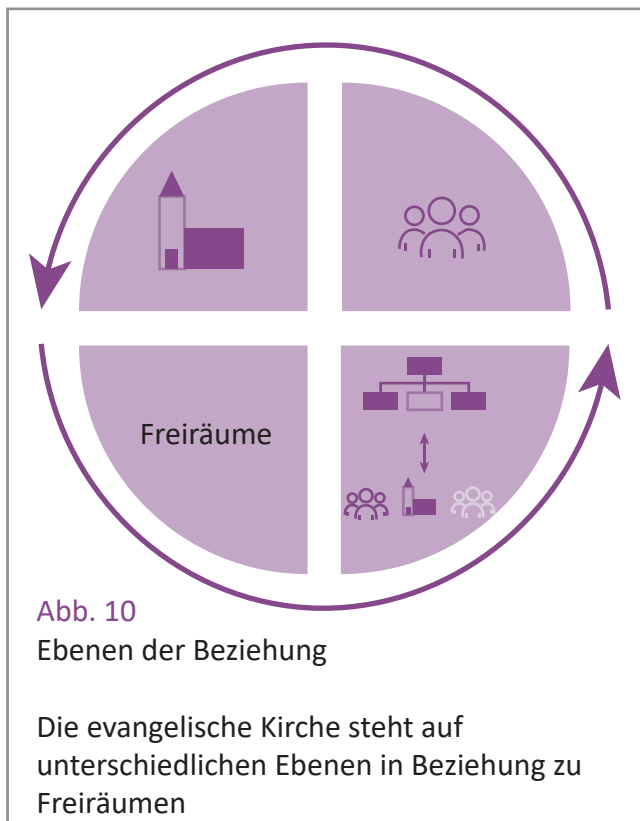 Freiräume
Abb. 10
Ebenen der Beziehung
Die evangelische Kirche steht auf
unterschiedlichen Ebenen in Beziehung zu
Freiräumen